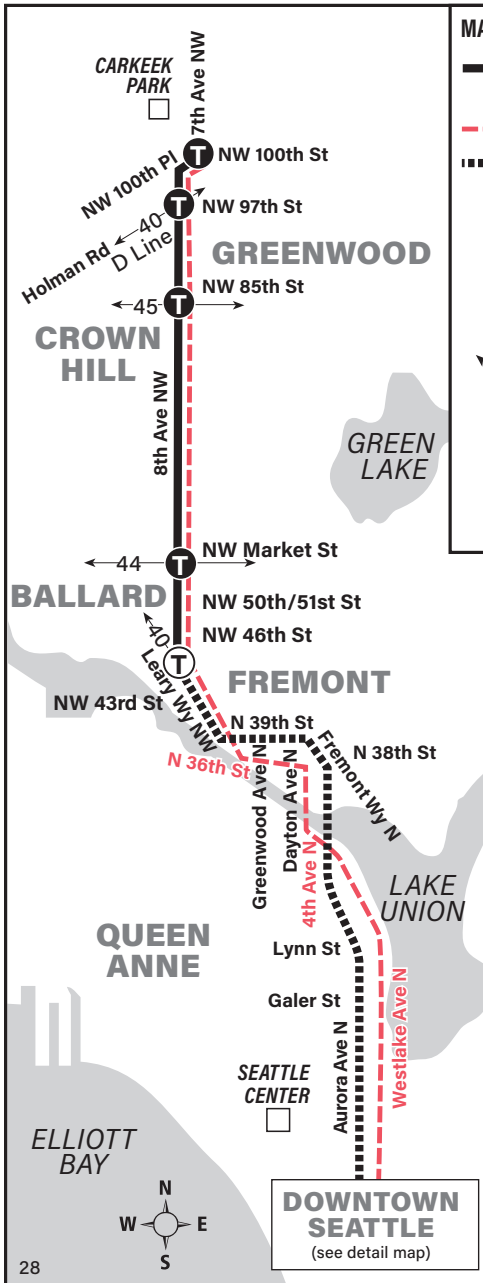 MA
CARKEEK
PARK
7th Ave NW
NW 100th Pl
T
NW 100th St
T
NW 97th St
40
D Line
Holman Rd
GREENWOOD
NW 85th St
45
T
CROWN
HILL
8th Ave NW
GREEN
LAKE
NW Market St
44
T
BALLARD
NW 50th/51st St
NW 46th St
40
T
FREMONT
Leary Wy NW
NW 43rd St
N 39th St
N 38th St
N 36th St
Fremont Wy N
Greenwood Ave N
Dayton Ave N
4th Ave N
LAKE
UNION
QUEEN
ANNE
Lynn St
Galer St
Westlake Ave N
Aurora Ave N
SEATTLE
CENTER
ELLIOTT
BAY
N
W
E
S
DOWNTOWN
SEATTLE
(see detail map)
28